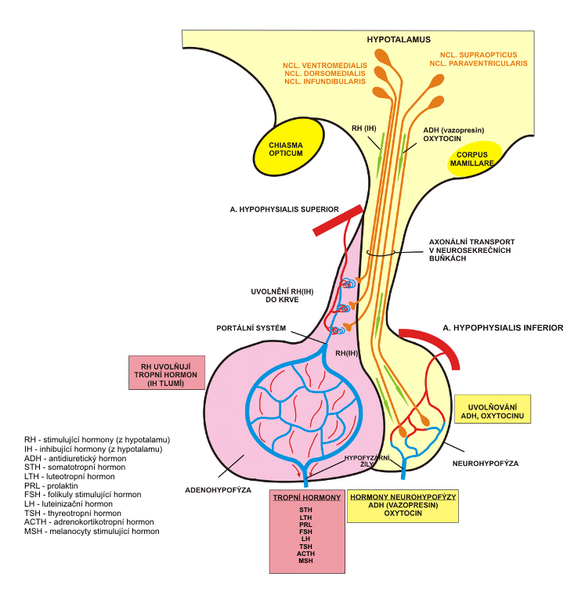 HYPOTALAMUS
NCL. VENTROMEDIALIS
NCL. DORSOMEDIALIS
NCL. INFUNDIBULARIS
NCL. SUPRAOPTICUS
NCL. PARAVENTRICULARIS
RH (IH)
ADH (vazopresin)
OXYTOCIN
CHIASMA
OPTICUM
CORPUS
MAMILLARE
A. HYPOPHYSIALIS SUPERIOR
AXONÁLNÍ TRANSPORT
V NEUROSEKREČNÍCH
BUŇKÁCH
UVOLNĚNÍ RH(IH)
DO KRVE
PORTÁLNÍ SYSTÉM
A. HYPOPHYSIALIS INFERIOR
RH(IH)
RH UVOLŇUJÍ
TROPNÍ HORMON
(IH TLUMÍ)
UVOLŇOVÁNÍ
ADH, OXYTOCINU
RH - stimulující hormony (z hypotalamu)
IH - inhibující hormony (z hypotalamu)
ADH - antidiuretický hormon
STH - somatotropní hormon
LTH - luteotropní hormon
PRL - prolaktin
FSH - folikuly stimulující hormon
LH - luteinizační hormon
TSH - thyreotropní hormon
ACTH - adrenokortikotropní hormon
MSH - melanocyty stimulující hormon
HYPOFYZÁRNÍ
ŽÍLY
NEUROHYPOFÝZA
ADENOHYPOFÝZA
TROPNÍ HORMONY
STH
LTH
PRL
FSH
LH
TSH
ACTH
MSH
HORMONY NEUROHYPOFÝZY
ADH (VAZOPRESIN)
OXYTOCIN